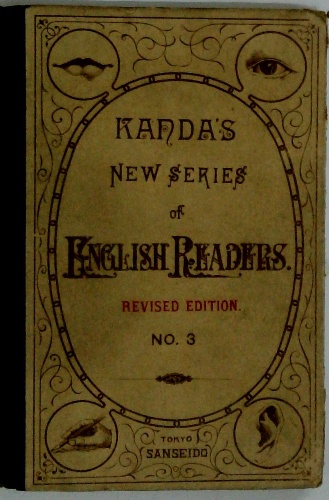 KANDA'S
NEW SERIES
of
ENGLISH READERS.
REVISED EDITION.
NO. 3
TOKYO
SANSEIDO